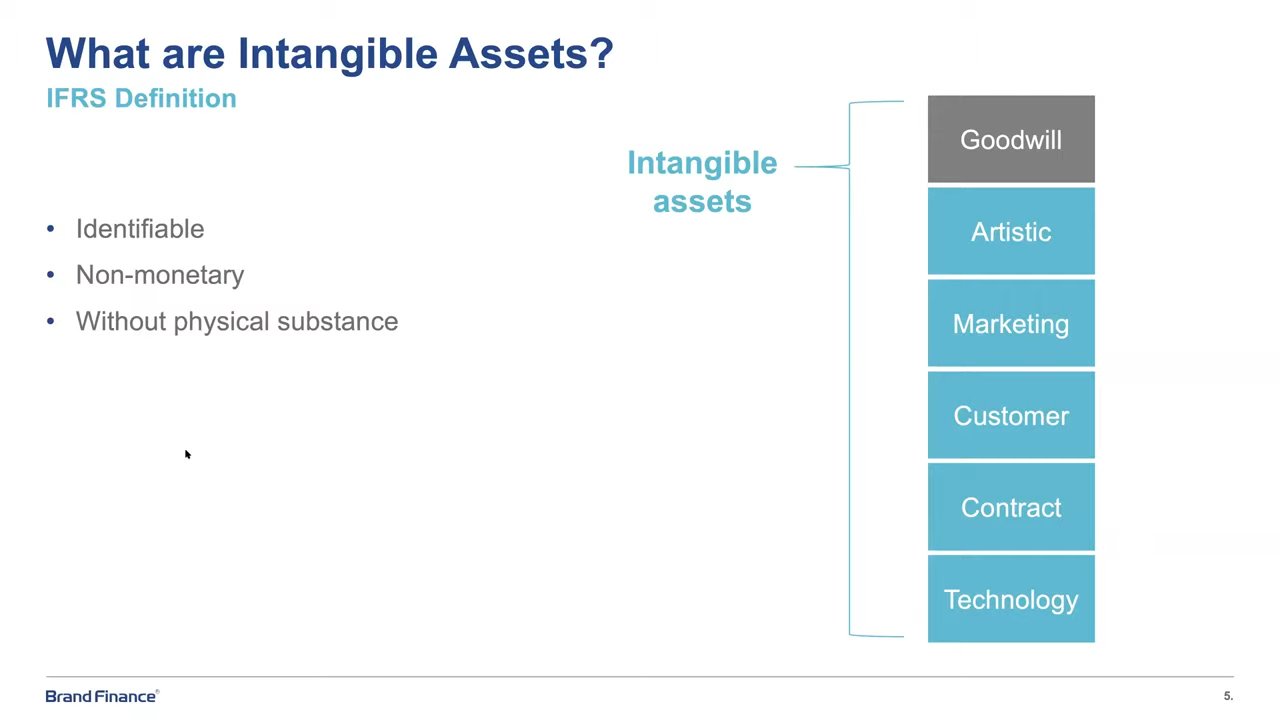 What are Intangible Assets?
IFRS Definition
• Identifiable
• Non-monetary
• Without physical substance
Intangible
assets
Goodwill
Artistic
Marketing
Customer
Contract
Technology
Brand Finance®
5.